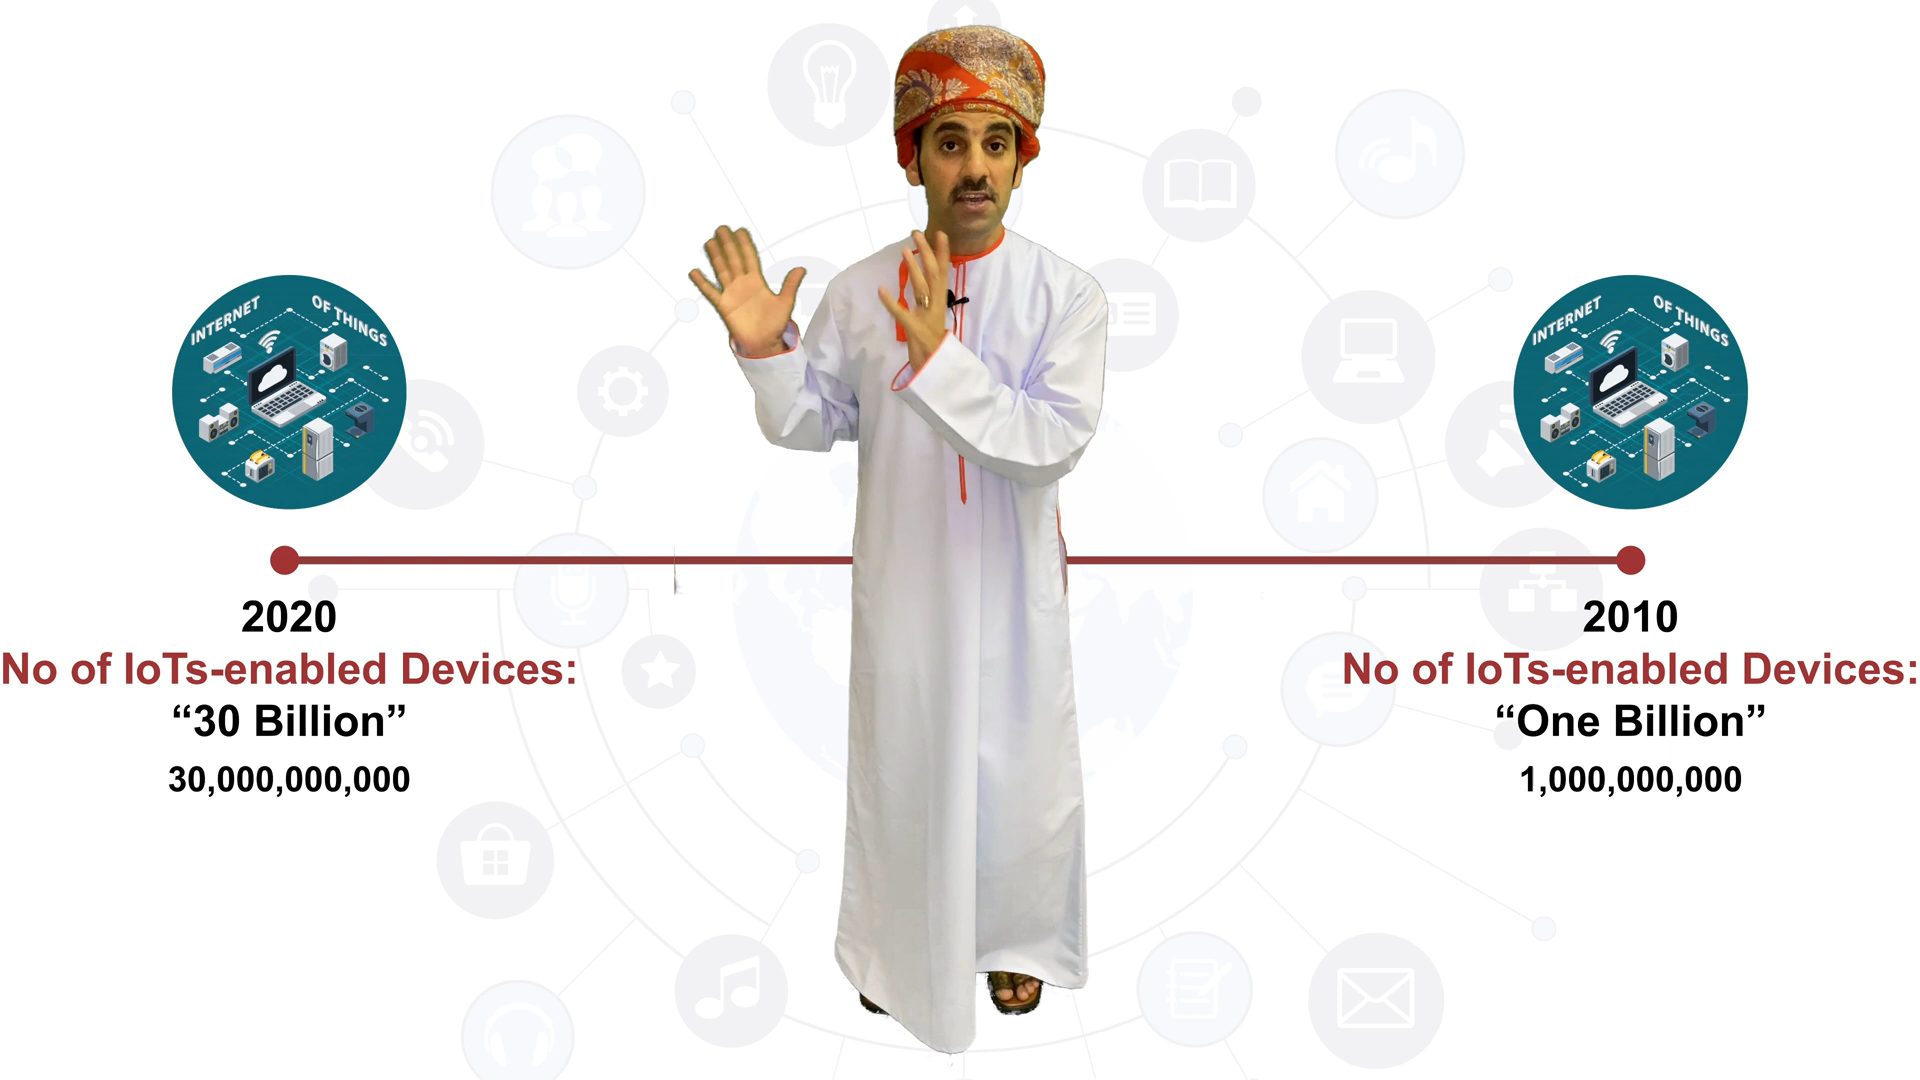 INTERNET OF THINGS
2020
No of IoTs-enabled Devices:
“30 Billion”
30,000,000,000
INTERNET OF THINGS
2010
No of IoTs-enabled Devices:
“One Billion”
1,000,000,000